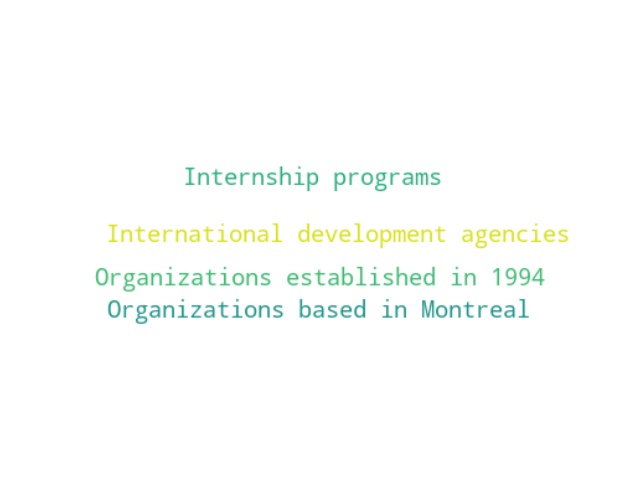 Internship programs
International development agencies
Organizations established in 1994
Organizations based in Montreal